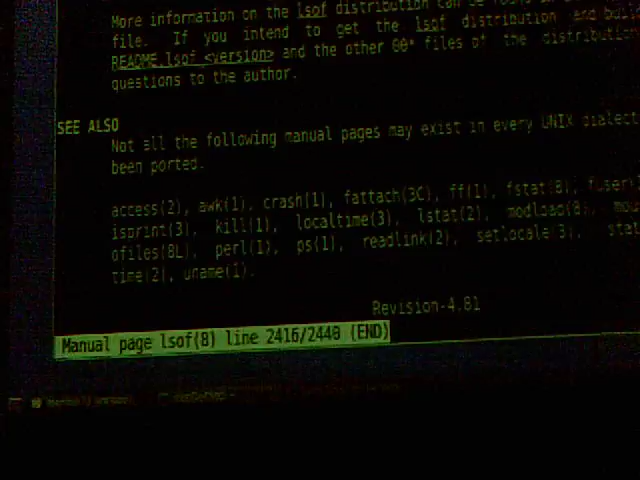 More information on the lsof distribution can be found in
file. If you intend to get the lsof distribution and
README.lsof_<version> and the other 00* files of the distribution
questions to the author.
SEE ALSO
Not all the following manual pages may exist in every UNIX dialect
been ported.
access(2), awk(1), crash(1), fattach(3C), ff(1), fstat(8),
isprint(3), kill(1), localtime(3), lstat(2), modload(8),
ofiles(8L), perl(1), ps(1), readlink(2), setlocale(3),
time(2), uname(1).
Revision-4.81
Manual page lsof(8) line 2416/2440 (END)